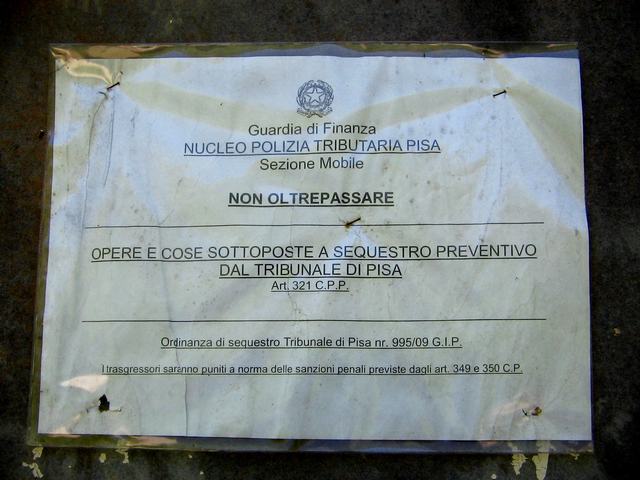 Guardia di Finanza
NUCLEO POLIZIA TRIBUTARIA PISA
Sezione Mobile
NON OLTREPASSARE
OPERE E COSE SOTTOPOSTE A SEQUESTRO PREVENTIVO
DAL TRIBUNALE DI PISA
Art. 321 C.P.P.
Ordinanza di sequestro Tribunale di Pisa nr. 995/09 G.I.P.
I trasgressori saranno puniti a norma delle sanzioni penali previste dagli art. 349 e 350 C.P.